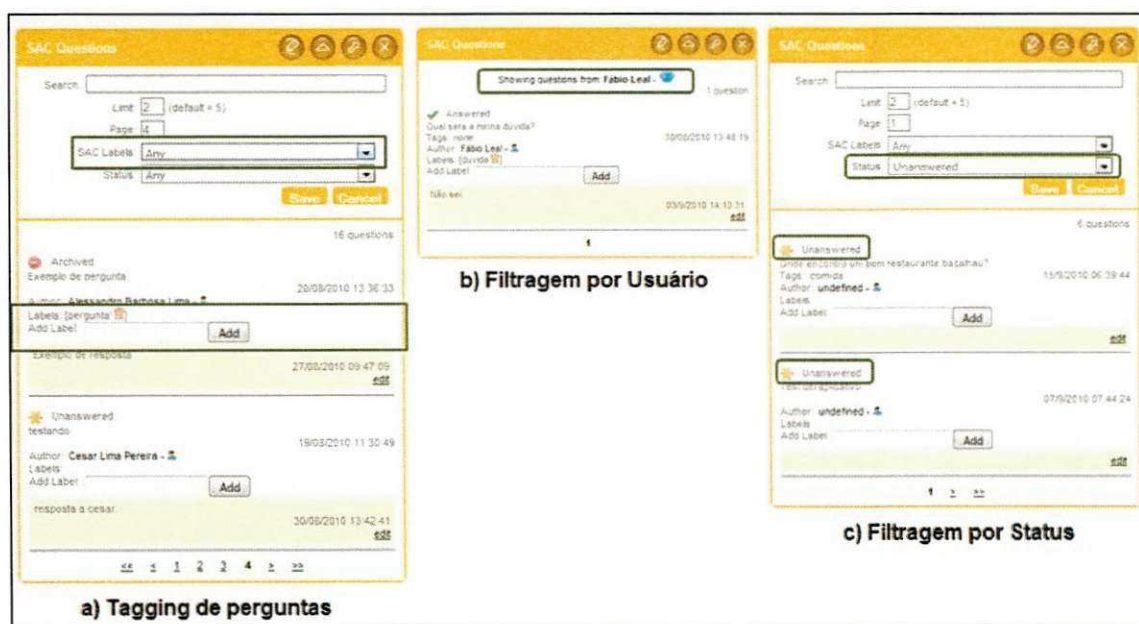 SAC Questions
Search:
Limit: 2 (default = 5)
Page: 4
SAC Labels: Any
Status: Any
Save Cancel
16 questions
Archived
Exemplo de pergunta
20/08/2010 13:36:33
Author: Alessandro Barbosa Lima -
Labels: [pergunta]
Add Label: Add
Exemplo de resposta
27/08/2010 09:47:09
edit
Unanswered
testando
19/03/2010 11:30:49
Author: Cesar Lima Pereira -
Labels:
Add Label: Add
resposta a cesar
30/08/2010 13:42:41
edit
<< < 1 2 3 4 > >>
a) Tagging de perguntas
SAC Questions
Showing questions from: Fábio Leal -
1 question
Answered
Qual sera a minha duvida?
Tags: none
30/08/2010 13:48:19
Author: Fábio Leal -
Labels: [duvida]
Add Label: Add
Não sei
03/9/2010 14:13:31
edit
1
b) Filtragem por Usuário
SAC Questions
Search:
Limit: 2 (default = 5)
Page: 1
SAC Labels: Any
Status: Unanswered
Save Cancel
6 questions
Unanswered
Onde encontro um bom restaurante bacalhau?
Tags: comida
15/9/2010 06:39:44
Author: undefined -
Labels:
Add Label: Add
edit
Unanswered
07/9/2010 07:44:24
Author: undefined -
Labels:
Add Label: Add
edit
1 > >>
c) Filtragem por Status